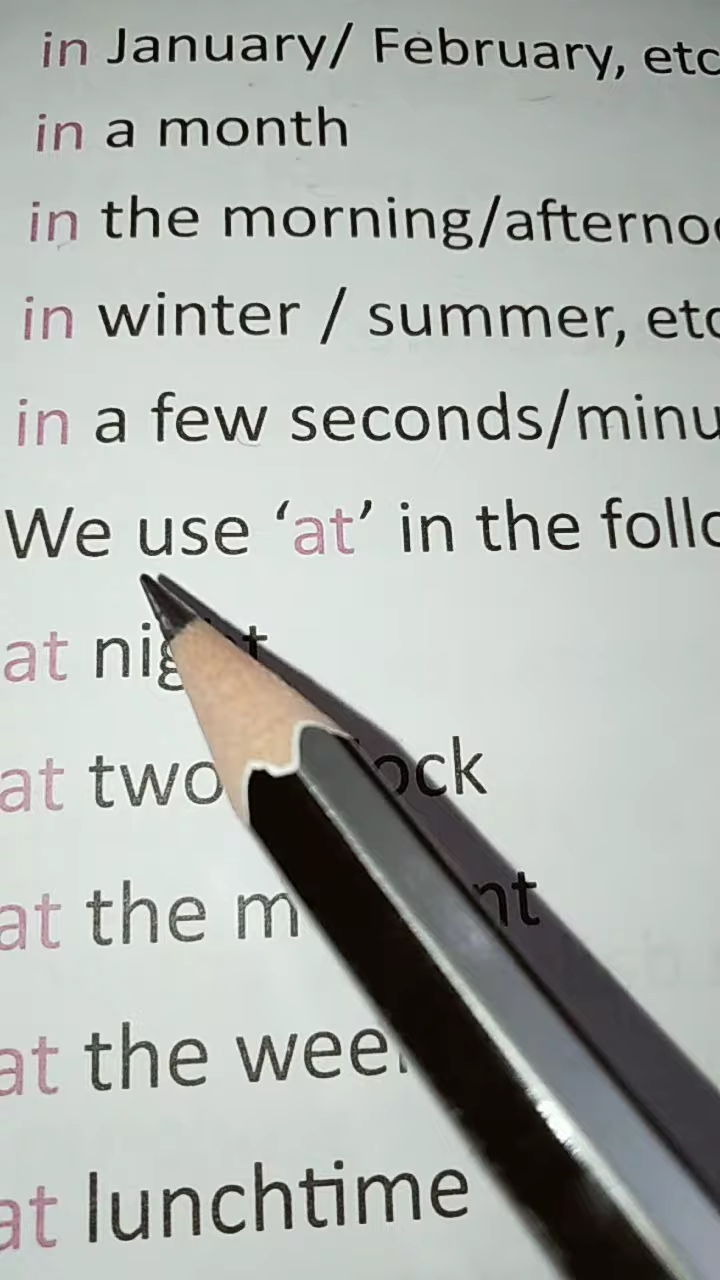 in January/ February, etc
in a month
in the morning/afternoo
in winter / summer, etc
in a few seconds/minu
We use ‘at’ in the follo
at
at two
at the
at the
at lunchtime